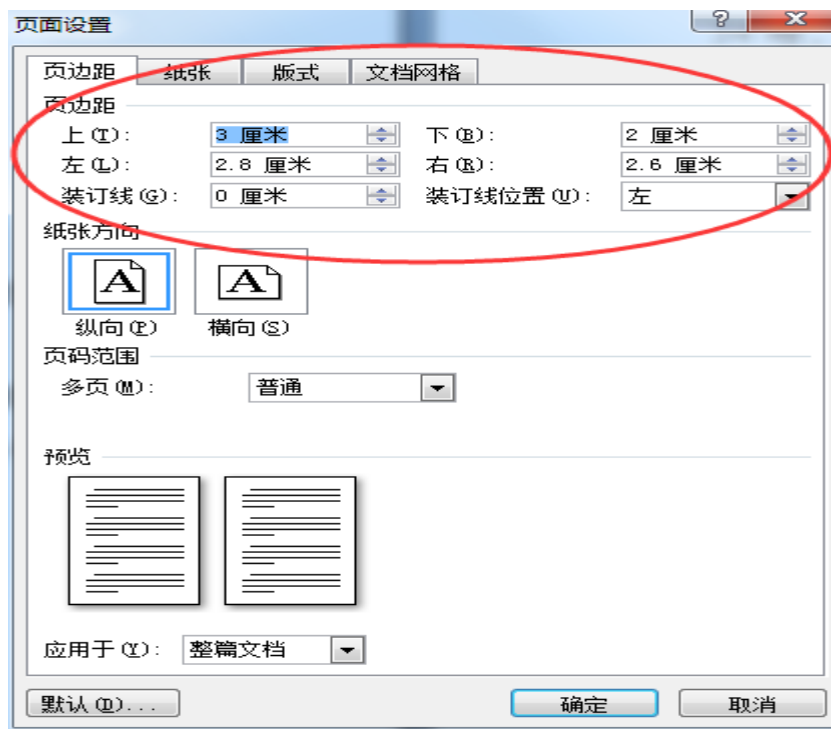 页面设置
页边距 纸张 版式 文档网格
页边距
上(T): 3 厘米 下(B): 2 厘米
左(L): 2.8 厘米 右(R): 2.6 厘米
装订线(G): 0 厘米 装订线位置(U): 左
纸张方向
A A
纵向(P) 横向(S)
页码范围
多页(M): 普通
预览
应用于(Y): 整篇文档
默认(D)... 确定 取消